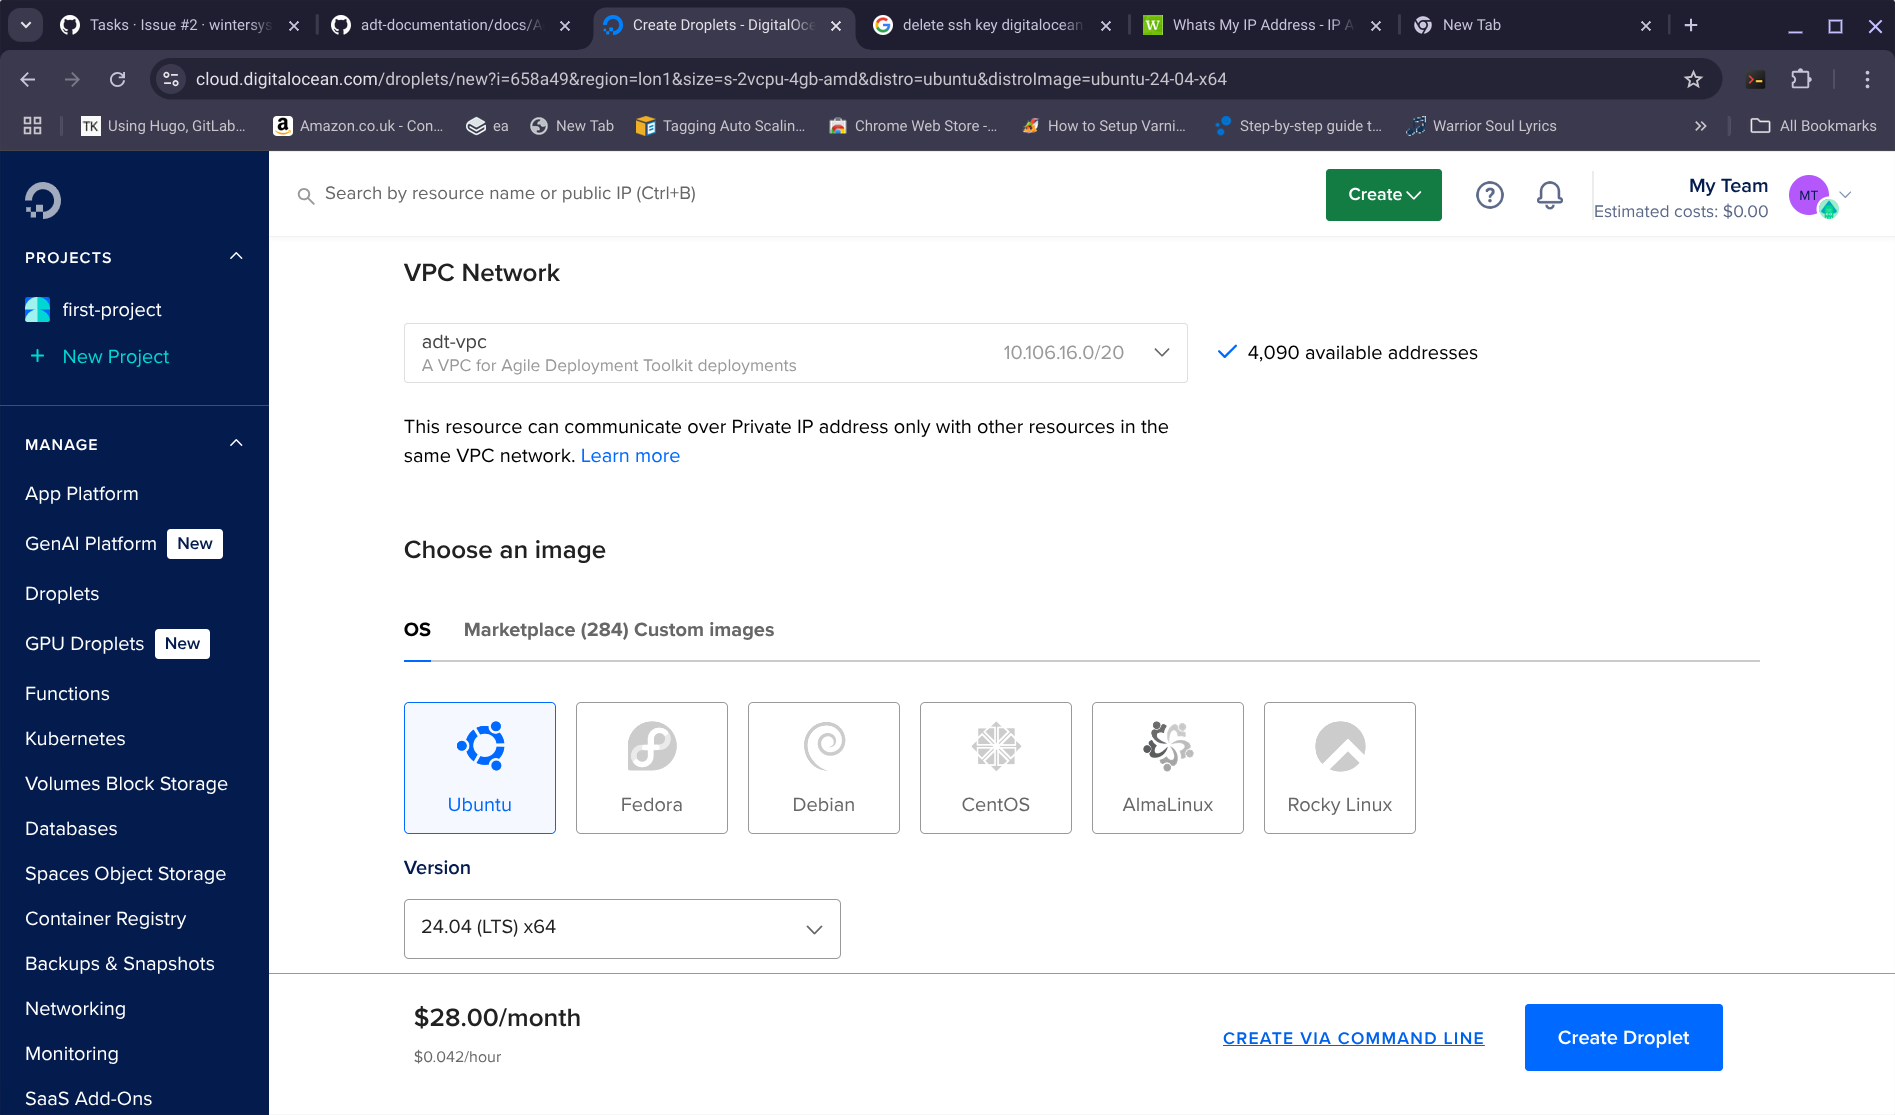 Tasks · Issue #2 · wintersys
adt-documentation/docs/A
Create Droplets - DigitalOce
delete ssh key digitalocean
W
Whats My IP Address - IP A
New Tab
cloud.digitalocean.com/droplets/new?i=658a49&region=lon1&size=s-2vcpu-4gb-amd&distro=ubuntu&distroImage=ubuntu-24-04-x64
TK
Using Hugo, GitLab...
Amazon.co.uk - Con...
ea
New Tab
Tagging Auto Scalin...
Chrome Web Store -...
How to Setup Varni...
Step-by-step guide t...
Warrior Soul Lyrics
All Bookmarks
PROJECTS
first-project
New Project
MANAGE
App Platform
GenAI Platform New
Droplets
GPU Droplets New
Functions
Kubernetes
Volumes Block Storage
Databases
Spaces Object Storage
Container Registry
Backups & Snapshots
Networking
Monitoring
SaaS Add-Ons
Search by resource name or public IP (Ctrl+B)
Create
My Team
Estimated costs: $0.00
MT
VPC Network
adt-vpc
A VPC for Agile Deployment Toolkit deployments
10.106.16.0/20
4,090 available addresses
This resource can communicate over Private IP address only with other resources in the
same VPC network. Learn more
Choose an image
OS Marketplace (284) Custom images
Ubuntu
Fedora
Debian
CentOS
AlmaLinux
Rocky Linux
Version
24.04 (LTS) x64
$28.00/month
$0.042/hour
CREATE VIA COMMAND LINE
Create Droplet